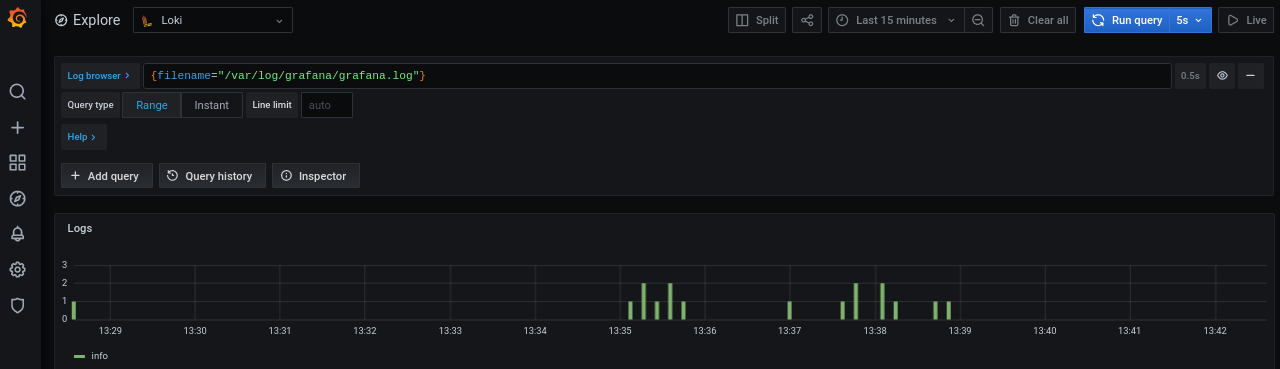 Explore Loki Split Last 15 minutes Clear all Run query 5s Live
Log browser {filename="/var/log/grafana/grafana.log"} 0.5s
Query type Range Instant Line limit auto
Help
Add query Query history Inspector
Logs
3
2
1
0
13:29 13:30 13:31 13:32 13:33 13:34 13:35 13:36 13:37 13:38 13:39 13:40 13:41 13:42
info